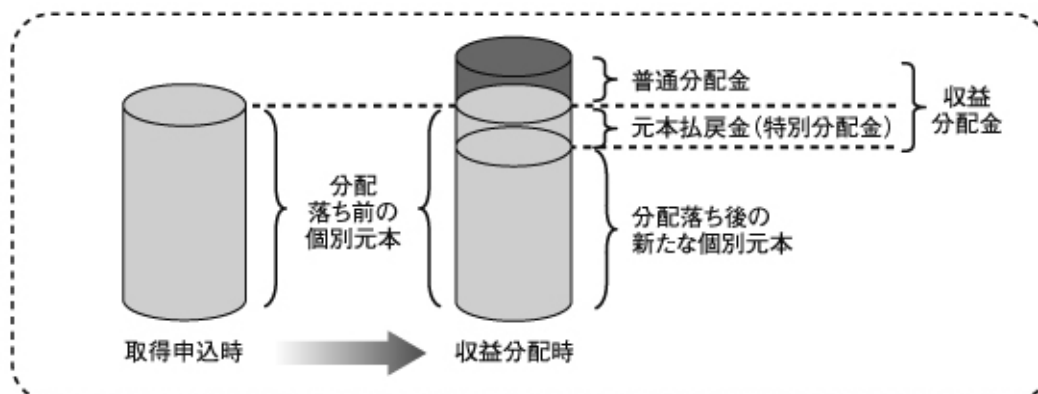 普通分配金
元本払戻金(特別分配金)
収益
分配金
分配
落ち前の
個別元本
分配落ち後の
新たな個別元本
取得申込時
収益分配時